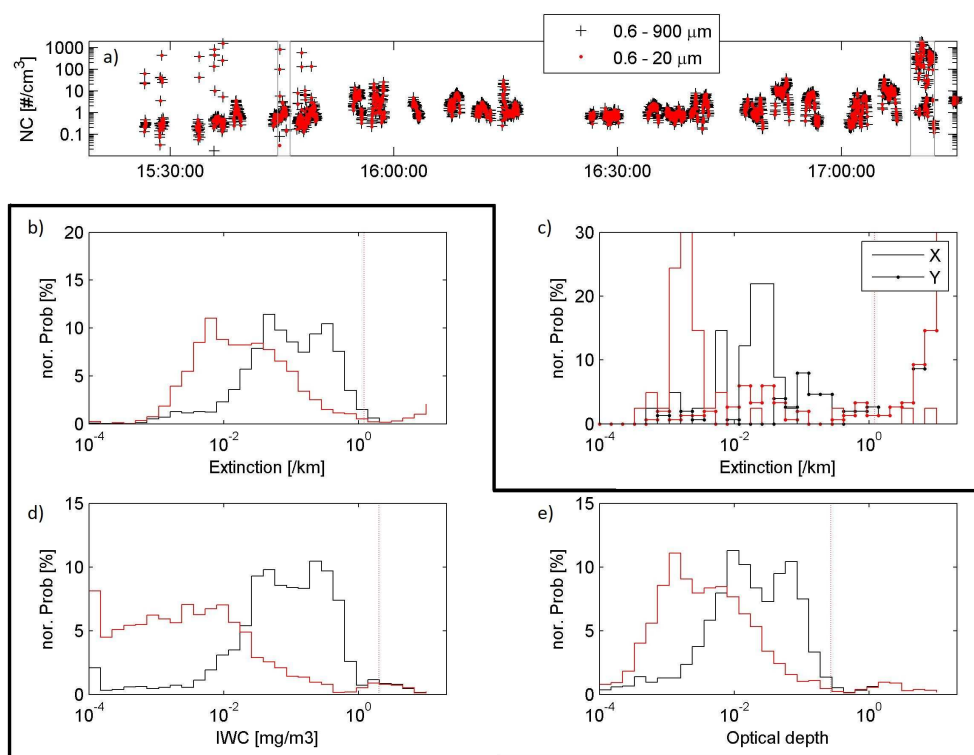 a)
NC [#/cm³]
1000
100
10
1
0.1
+ 0.6 - 900 μm
• 0.6 - 20 μm
15:30:00 16:00:00 16:30:00 17:00:00
b)
nor. Prob [%]
20
15
10
5
0
10⁻⁴ 10⁻² 10⁰
Extinction [/km]
c)
nor. Prob [%]
30
20
10
0
X
Y
10⁻⁴ 10⁻² 10⁰
Extinction [/km]
d)
nor. Prob [%]
15
10
5
0
10⁻⁴ 10⁻² 10⁰
IWC [mg/m3]
e)
nor. Prob [%]
15
10
5
0
10⁻⁴ 10⁻² 10⁰
Optical depth